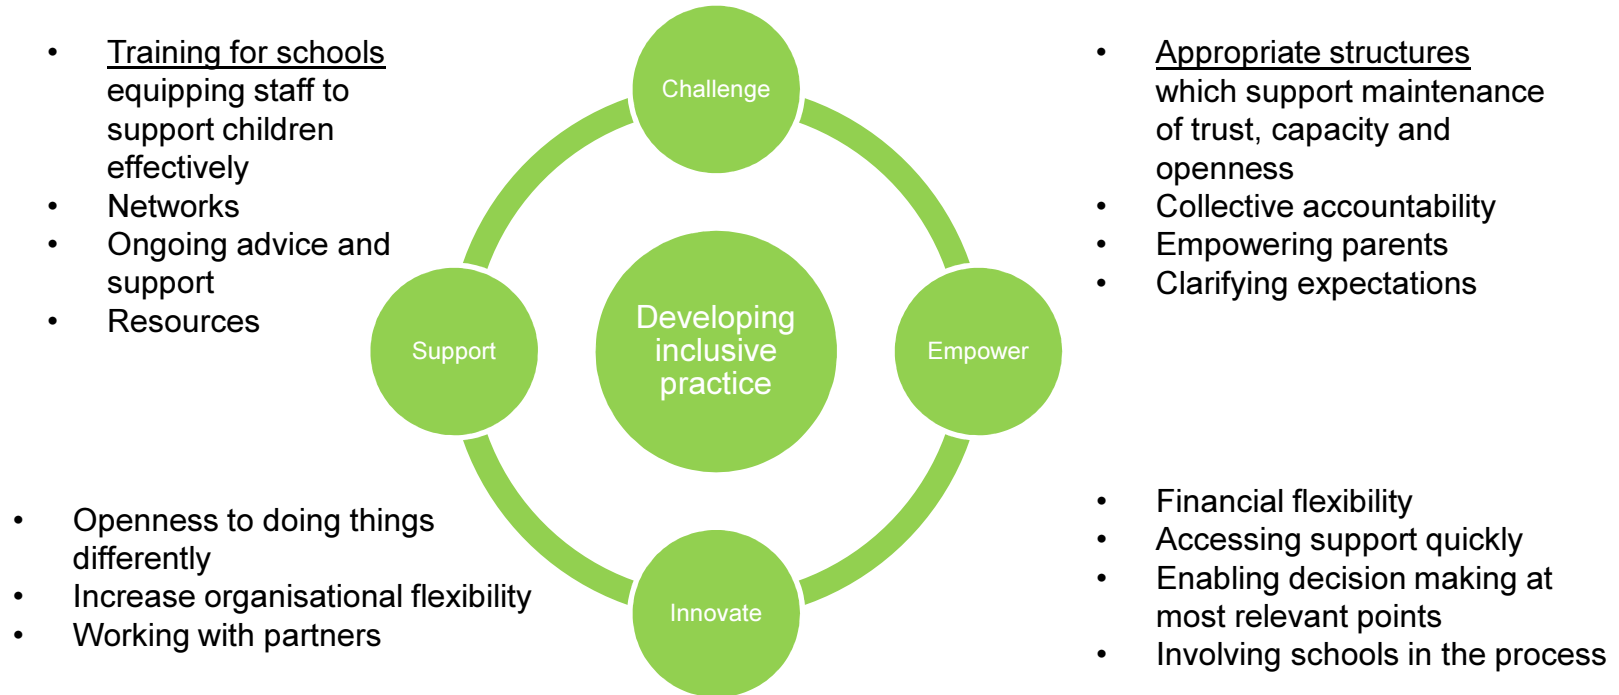 • Training for schools
equipping staff to
support children
effectively
• Networks
• Ongoing advice and
support
• Resources
Challenge
• Appropriate structures
which support maintenance
of trust, capacity and
openness
• Collective accountability
• Empowering parents
• Clarifying expectations
Support
Developing
inclusive
practice
Empower
• Openness to doing things
differently
• Increase organisational flexibility
• Working with partners
Innovate
• Financial flexibility
• Accessing support quickly
• Enabling decision making at
most relevant points
• Involving schools in the process